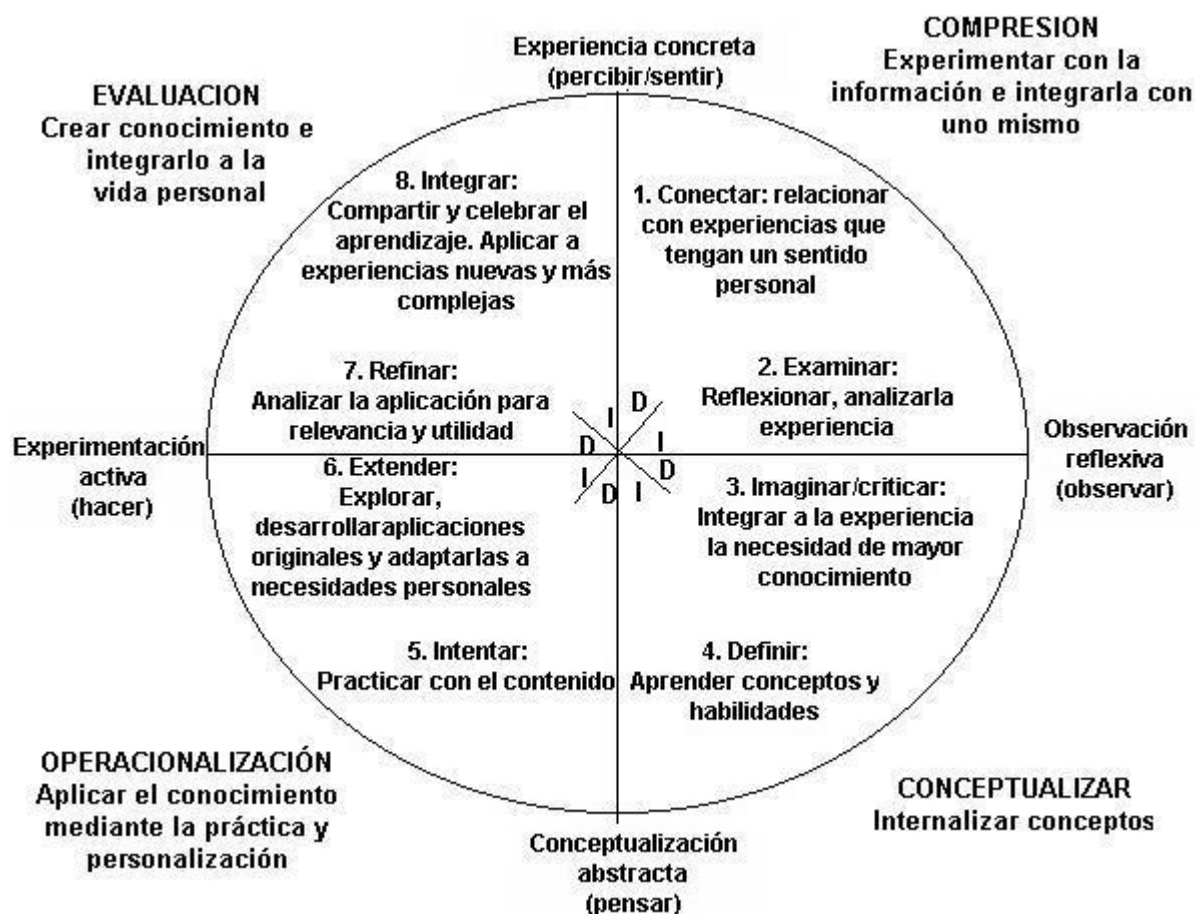 Experiencia concreta
(percibir/sentir)
COMPRESION
Experimentar con la
información e integrarla con
uno mismo
EVALUACION
Crear conocimiento e
integrarlo a la
vida personal
8. Integrar:
Compartir y celebrar el
aprendizaje. Aplicar a
experiencias nuevas y más
complejas
1. Conectar: relacionar
con experiencias que
tengan un sentido
personal
7. Refinar:
Analizar la aplicación para
relevancia y utilidad
2. Examinar:
Reflexionar, analizarla
experiencia
I D
D I
I D
D I
Experimentación
activa
(hacer)
Observación
reflexiva
(observar)
6. Extender:
Explorar,
desarrollaraplicaciones
originales y adaptarlas a
necesidades personales
3. Imaginar/criticar:
Integrar a la experiencia
la necesidad de mayor
conocimiento
5. Intentar:
Practicar con el contenido
4. Definir:
Aprender conceptos y
habilidades
OPERACIONALIZACIÓN
Aplicar el conocimiento
mediante la práctica y
personalización
CONCEPTUALIZAR
Internalizar conceptos
Conceptualización
abstracta
(pensar)